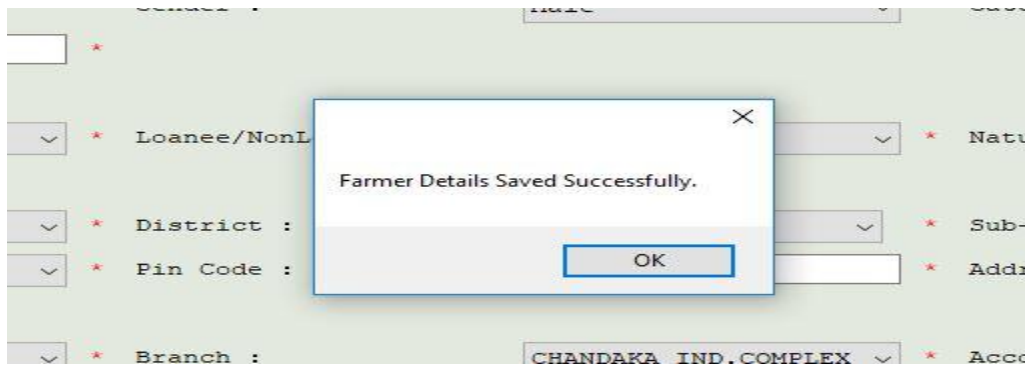 *
* Loanee/NonL
* Natu
Farmer Details Saved Successfully.
* District :
* Sub-
OK
* Pin Code :
* Addr
* Branch :
CHANDAKA IND.COMPLEX
* Acco